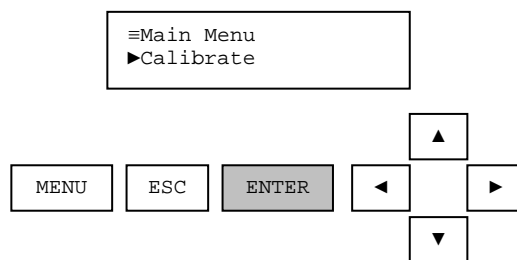 ≡Main Menu
►Calibrate
▲
MENU ESC ENTER ◄ ►
▼